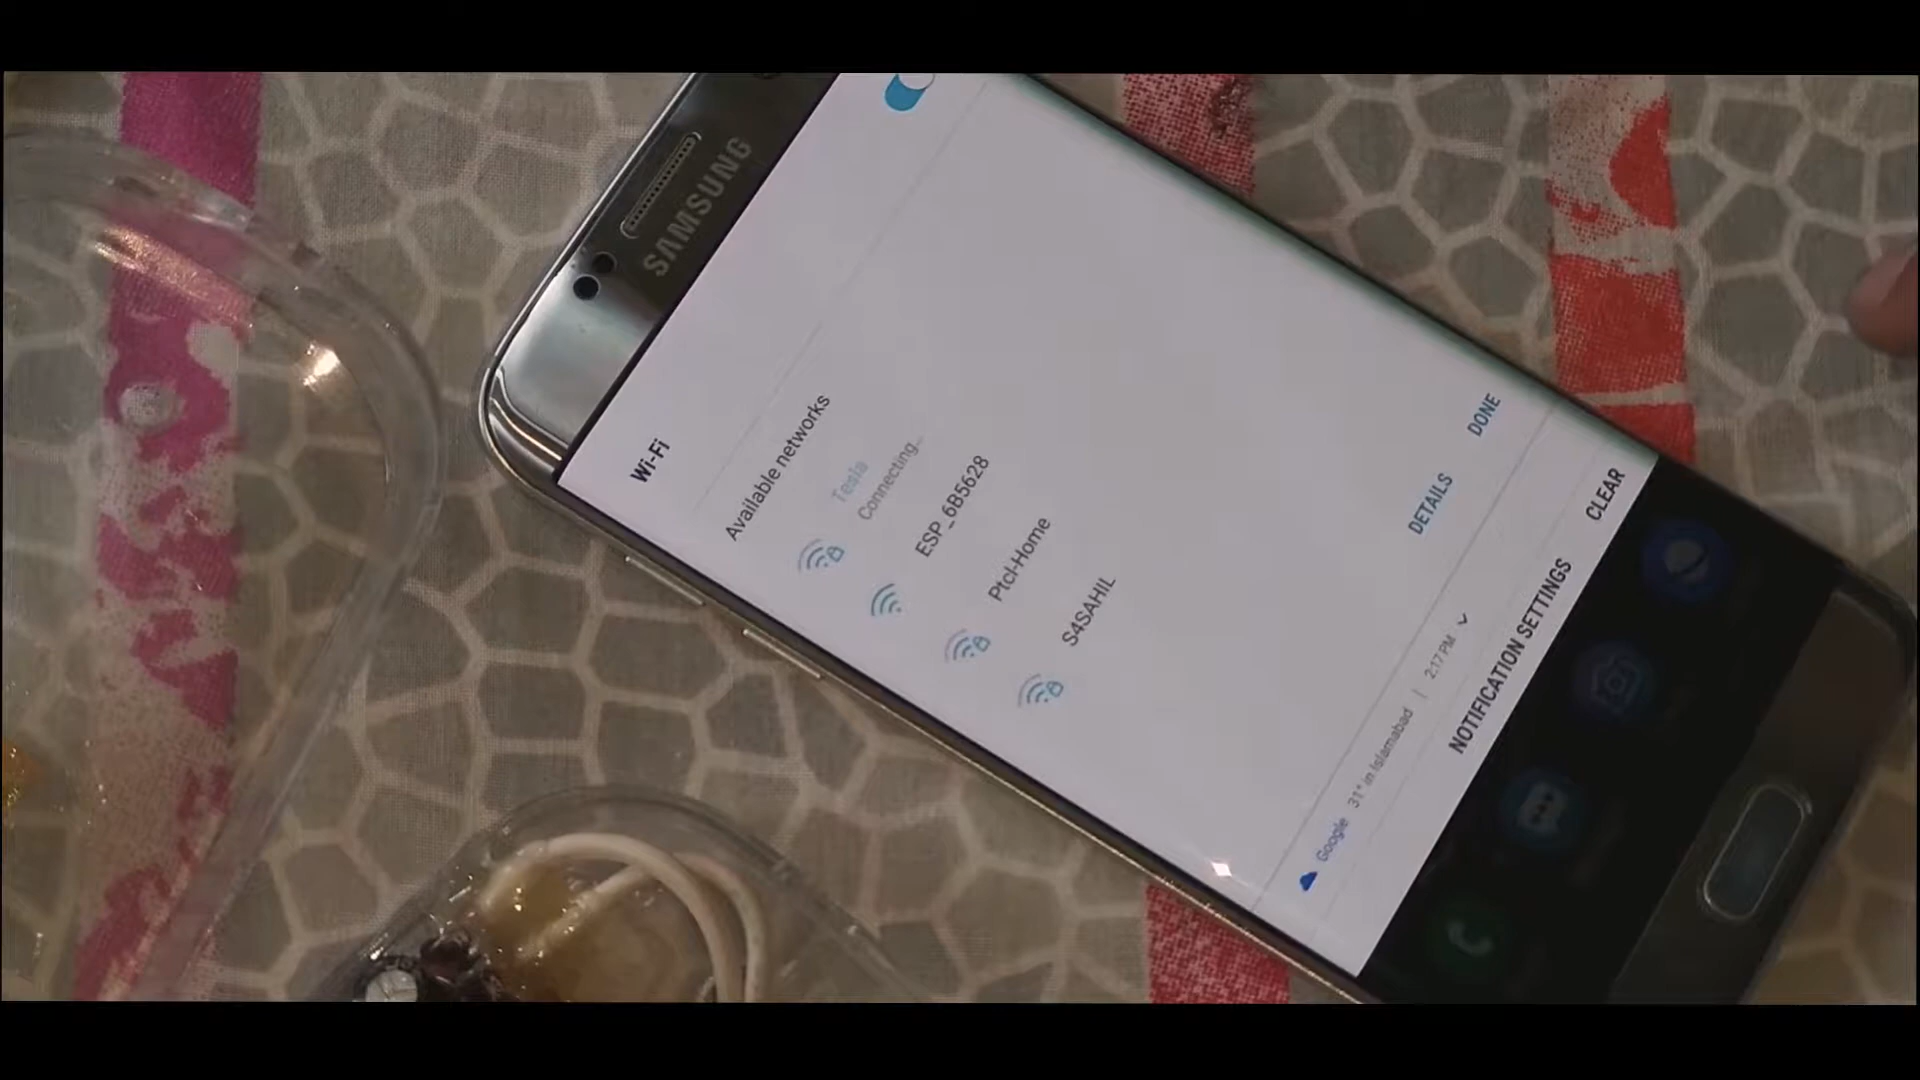 SAMSUNG
Wi-Fi
Available networks
Tesla
Connecting...
ESP_6B5628
Ptcl-Home
S4SAHIL
DETAILS
DONE
Google 31° in Islamabad | 2:17 PM
NOTIFICATION SETTINGS
CLEAR